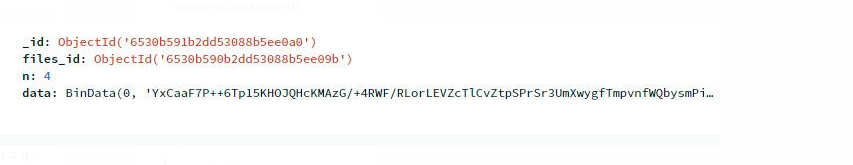 _id: ObjectId('6530b591b2dd53088b5ee0a0')
files_id: ObjectId('6530b590b2dd53088b5ee09b')
n: 4
data: BinData(0, 'YxCaaF7P++6Tp15KHOJQHcKMAzG/+4RWF/RLorLEVZcTlCvZtpSPrSr3UmXwygfTmpvnfWQbysmPi…